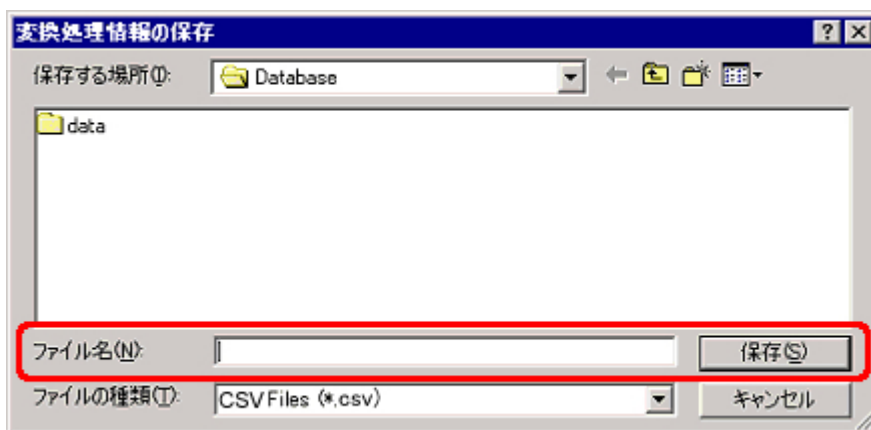 変換処理情報の保存
保存する場所(I): Database
data
ファイル名(N): 保存(S)
ファイルの種類(T): CSV Files (*.csv) キャンセル